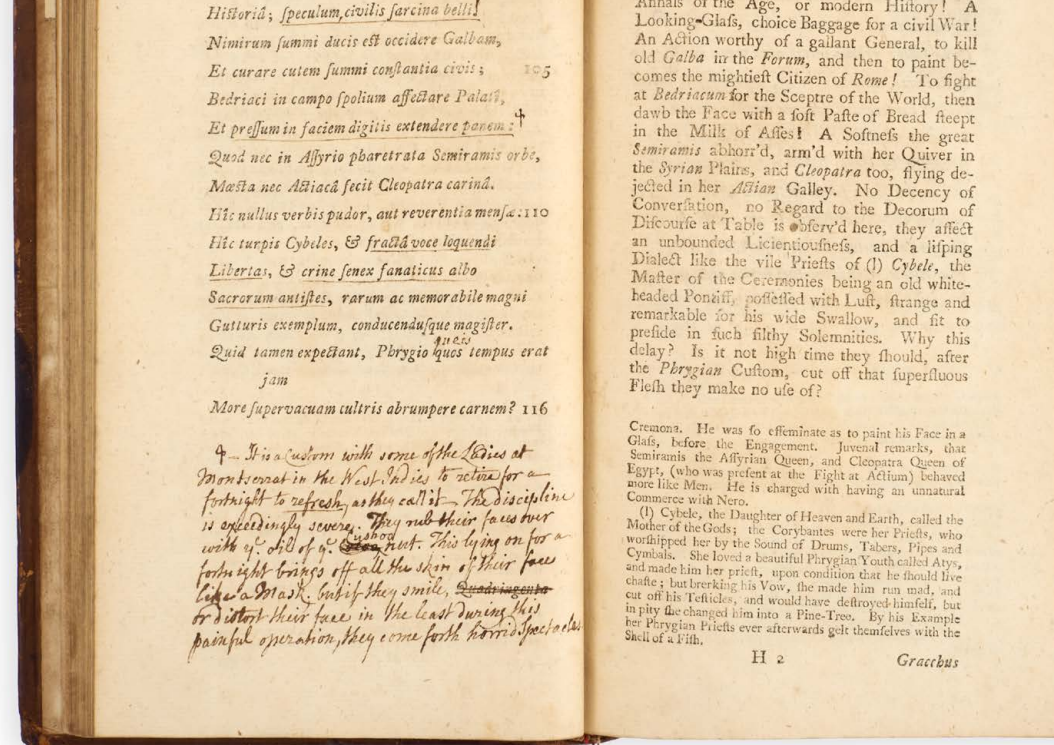 Hiſtoriâ; ſpeculum, civilis ſarcina belli!
Nimirum ſummi ducis eſt occidere Galbam,
Et curare cutem ſummi conſtantia civis; 105
Bedriaci in campo ſpolium affectare Palatî,
Et preſſum in faciem digitis extendere panem:
Quod nec in Aſſyrio pharetrata Semiramis orbe,
Mœſta nec Actiacâ fecit Cleopatra carinâ.
Hîc nullus verbis pudor, aut reverentia menſæ: 110
Hîc turpis Cybeles, & fractâ voce loquendi
Libertas, & crine ſenex fanaticus albo
Sacrorum antiſtes, rarum ac memorabile magni
Gutturis exemplum, conducenduſque magiſter.
queis
Quid tamen expectant, Phrygio quos tempus erat
jam
More ſupervacuam cultris abrumpere carnem? 116
It is a Custom with some of the Ladies at
Montserrat in the West Indies to retire for a
fortnight to refresh, as they call it. The discipline
is exceedingly severe. They rub their faces over
with yᵉ. oil of yᵉ. nut. This lying on for a
fortnight brings off all the skin of their face
like a Mask. but if they smile, Quadringenta
or distort their face in the least during this
painful operation, they come forth horrid spectacles
Annals of the Age, or modern Hiſtory! A
Looking-Glaſs, choice Baggage for a civil War!
An Action worthy of a gallant General, to kill
old Galba in the Forum, and then to paint be-
comes the mightieſt Citizen of Rome! To fight
at Bedriacum for the Sceptre of the World, then
dawb the Face with a ſoft Paſte of Bread ſteept
in the Milk of Aſſes! A Softneſs the great
Semiramis abhorr'd, arm'd with her Quiver in
the Syrian Plains, and Cleopatra too, flying de-
jected in her Actian Galley. No Decency of
Converſation, no Regard to the Decorum of
Diſcourſe at Table is obſerv'd here, they affect
an unbounded Licientiouſneſs, and a liſping
Dialect like the vile Prieſts of (l) Cybele, the
Maſter of the Ceremonies being an old white-
headed Pontiff, poſſeſſed with Luſt, ſtrange and
remarkable for his wide Swallow, and fit to
preſide in ſuch filthy Solemnities. Why this
delay? Is it not high time they ſhould, after
the Phrygian Cuſtom, cut off that ſuperfluous
Fleſh they make no uſe of?
Cremona. He was ſo effeminate as to paint his Face in a
Glaſs, before the Engagement. Juvenal remarks, that
Semiramis the Aſſyrian Queen, and Cleopatra Queen of
Egypt, (who was preſent at the Fight at Actium) behaved
more like Men. He is charged with having an unnatural
Commerce with Nero.
(l) Cybele, the Daughter of Heaven and Earth, called the
Mother of the Gods; the Corybantes were her Prieſts, who
worſhipped her by the Sound of Drums, Tabers, Pipes and
Cymbals. She loved a beautiful Phrygian Youth called Atys,
and made him her prieſt, upon condition that he ſhould live
chaſte; but brerking his Vow, ſhe made him run mad, and
cut off his Teſticles, and would have deſtroyed himſelf, but
in pity ſhe changed him into a Pine-Tree. By his Example
her Phrygian Prieſts ever afterwards gelt themſelves with the
Shell of a Fiſh.
H 2 Gracchus